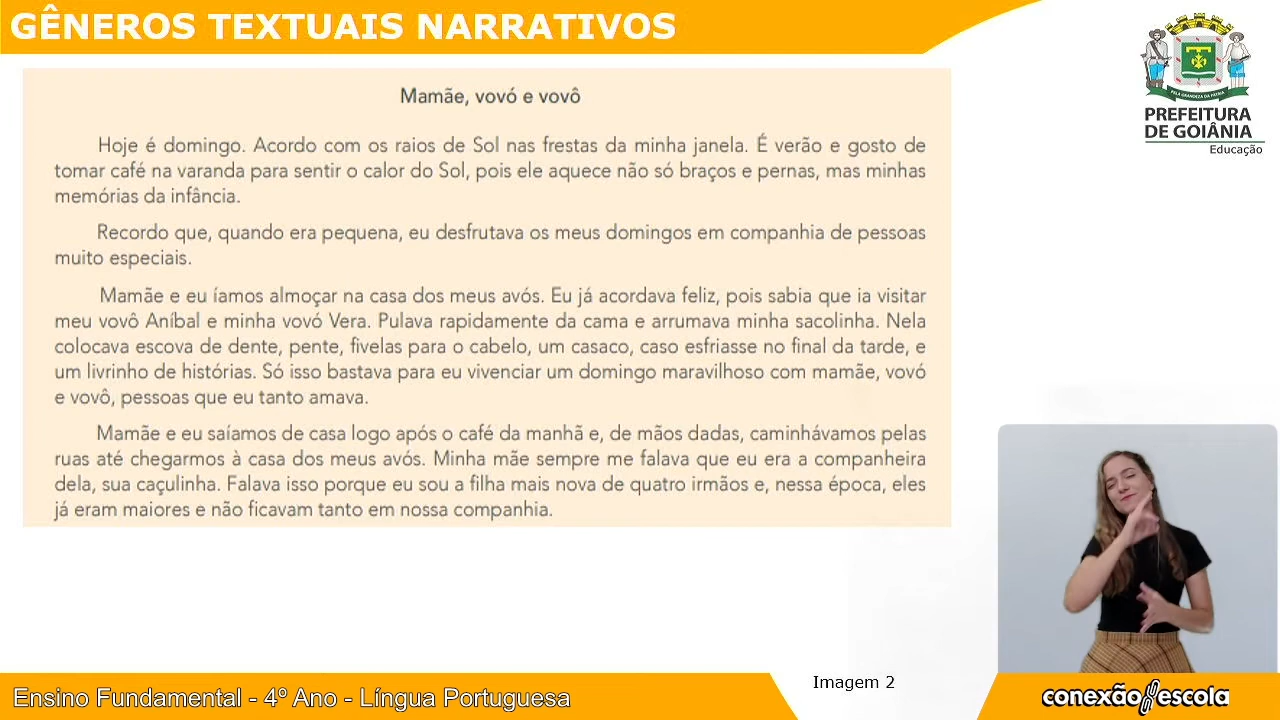 GÊNEROS TEXTUAIS NARRATIVOS
PELA GRANDEZA DA PÁTRIA
PREFEITURA
DE GOIÂNIA
Educação
Mamãe, vovó e vovô
Hoje é domingo. Acordo com os raios de Sol nas frestas da minha janela. É verão e gosto de
tomar café na varanda para sentir o calor do Sol, pois ele aquece não só braços e pernas, mas minhas
memórias da infância.
Recordo que, quando era pequena, eu desfrutava os meus domingos em companhia de pessoas
muito especiais.
Mamãe e eu íamos almoçar na casa dos meus avós. Eu já acordava feliz, pois sabia que ia visitar
meu vovô Aníbal e minha vovó Vera. Pulava rapidamente da cama e arrumava minha sacolinha. Nela
colocava escova de dente, pente, fivelas para o cabelo, um casaco, caso esfriasse no final da tarde, e
um livrinho de histórias. Só isso bastava para eu vivenciar um domingo maravilhoso com mamãe, vovó
e vovô, pessoas que eu tanto amava.
Mamãe e eu saíamos de casa logo após o café da manhã e, de mãos dadas, caminhávamos pelas
ruas até chegarmos à casa dos meus avós. Minha mãe sempre me falava que eu era a companheira
dela, sua caçulinha. Falava isso porque eu sou a filha mais nova de quatro irmãos e, nessa época, eles
já eram maiores e não ficavam tanto em nossa companhia.
Ensino Fundamental - 4º Ano - Língua Portuguesa
Imagem 2
conexão escola